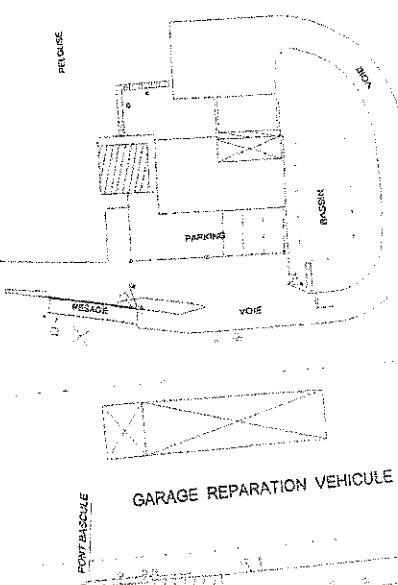 PELOUSE
VOIE
BASSIN
PARKING
PESAGE
VOIE
GARAGE REPARATION VEHICULE
PONT BASCULE